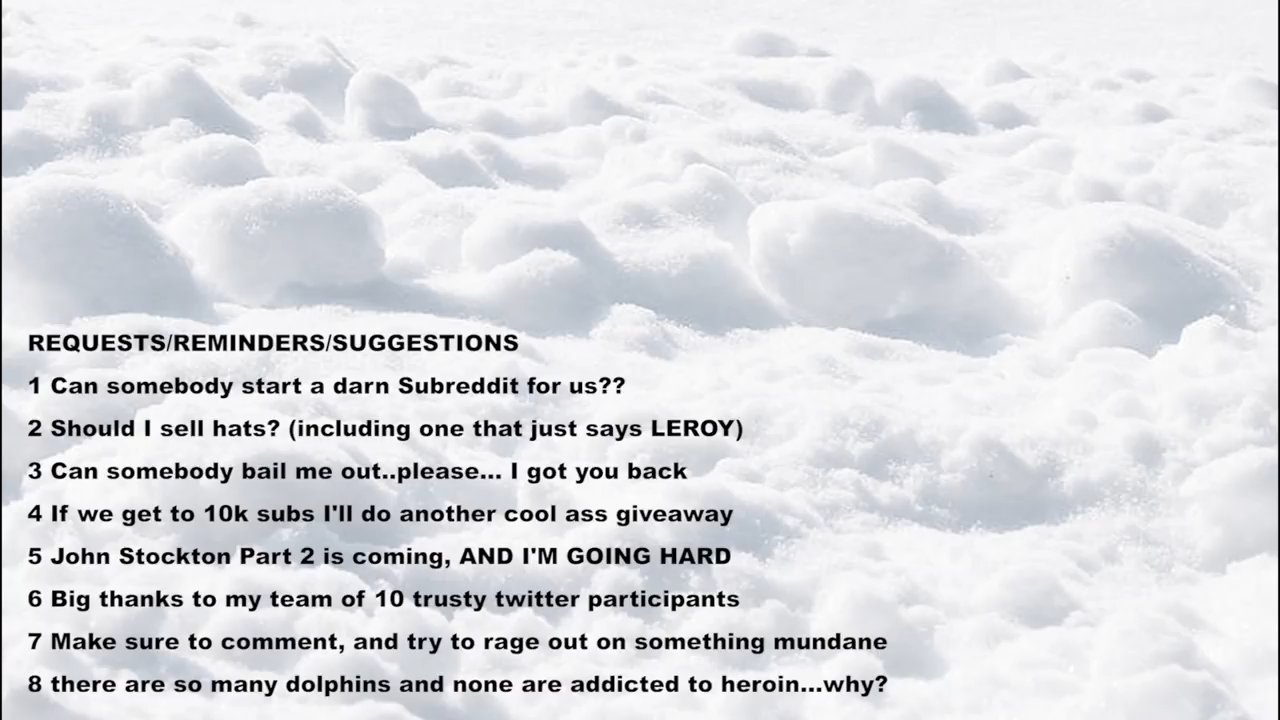 REQUESTS/REMINDERS/SUGGESTIONS
1 Can somebody start a darn Subreddit for us??
2 Should I sell hats? (including one that just says LEROY)
3 Can somebody bail me out..please... I got you back
4 If we get to 10k subs I'll do another cool ass giveaway
5 John Stockton Part 2 is coming, AND I'M GOING HARD
6 Big thanks to my team of 10 trusty twitter participants
7 Make sure to comment, and try to rage out on something mundane
8 there are so many dolphins and none are addicted to heroin...why?